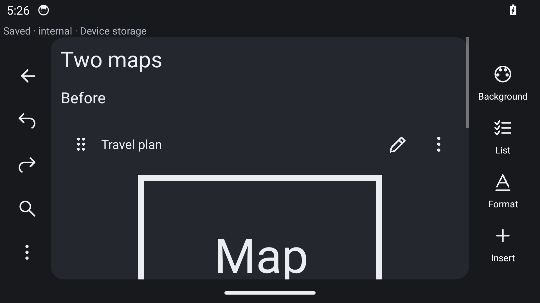 5:26
Saved · internal · Device storage
Two maps
Before
Travel plan
Map
Background
List
Format
Insert